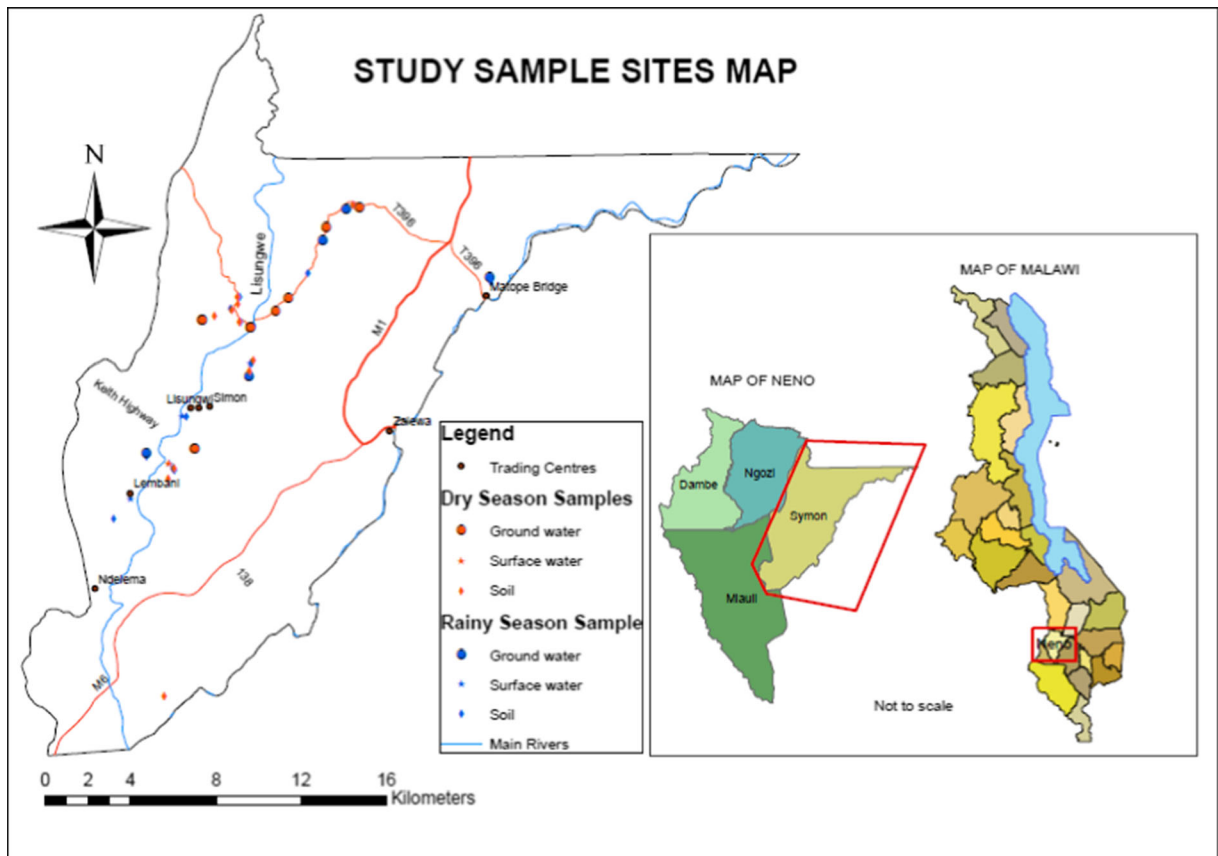 STUDY SAMPLE SITES MAP
N
T396
T396
Lisungwe
Matope Bridge
M1
Keith Highway
Lisungwi
Simon
Zalewa
Lembani
Ndelema
138
M6
Legend
Trading Centres
Dry Season Samples
Ground water
Surface water
Soil
Rainy Season Sample
Ground water
Surface water
Soil
Main Rivers
0 2 4 8 12 16
Kilometers
MAP OF NENO
Dambe
Ngozi
Symon
Mlauli
MAP OF MALAWI
Neno
Not to scale